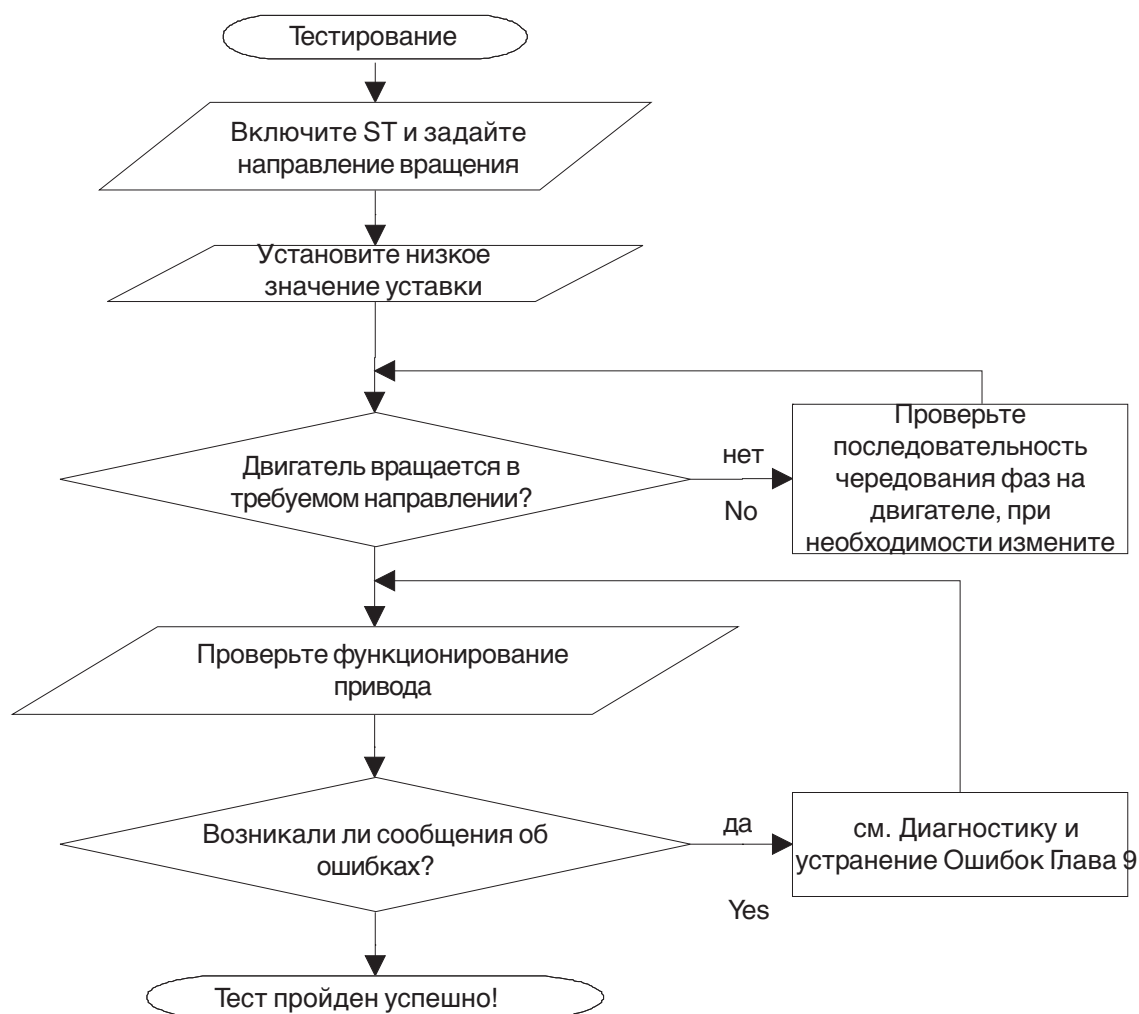 Тестирование
Включите ST и задайте
направление вращения
Установите низкое
значение уставки
Двигатель вращается в
требуемом направлении?
нет
No
Проверьте
последовательность
чередования фаз на
двигателе, при
необходимости измените
Проверьте функционирование
привода
Возникали ли сообщения об
ошибках?
да
Yes
см. Диагностику и
устранение Ошибок Глава 9
Тест пройден успешно!